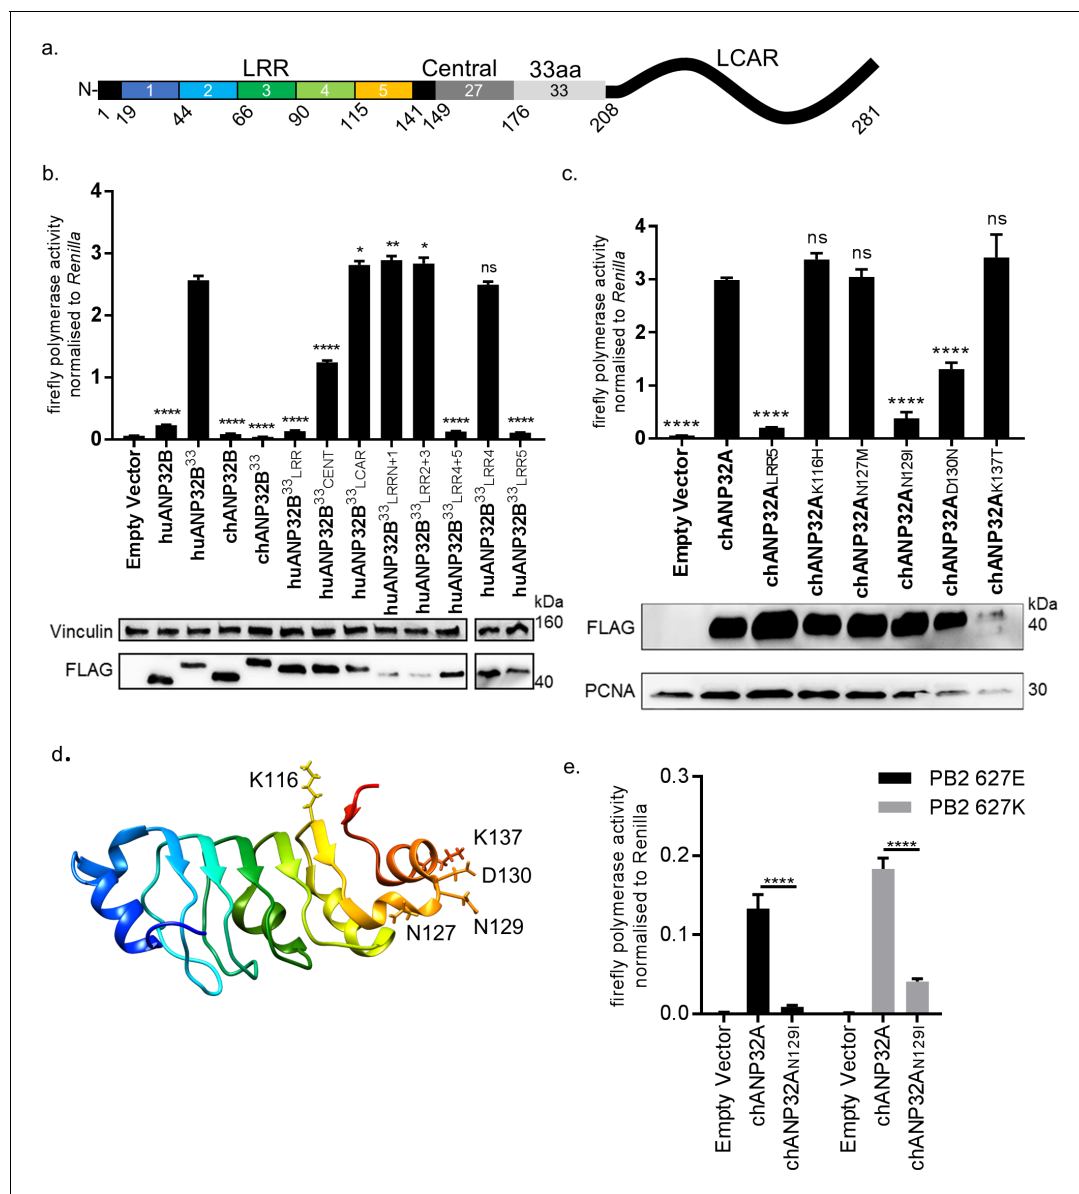 a.
LRR
Central
33aa
LCAR
N-
1
2
3
4
5
27
33
1
19
44
66
90
115
141
149
176
208
281
b.
firefly polymerase activity
normalised to Renilla
4
3
2
1
0
****
****
****
****
****
*
**
*
****
ns
****
Empty Vector
huANP32B
huANP32B33
chANP32B
chANP32B33
huANP32B33LRR
huANP32B33CENT
huANP32B33LCAR
huANP32B33LRRN+1
huANP32B33LRR2+3
huANP32B33LRR4+5
huANP32B33LRR4
huANP32B33LRR5
kDa
Vinculin
160
FLAG
40
c.
firefly polymerase activity
normalised to Renilla
4
3
2
1
0
****
****
ns
ns
****
****
ns
Empty Vector
chANP32A
chANP32ALRR5
chANP32AK116H
chANP32AN127M
chANP32AN129I
chANP32AD130N
chANP32AK137T
kDa
FLAG
40
PCNA
30
d.
K116
K137
D130
N129
N127
e.
firefly polymerase activity
normalised to Renilla
0.3
0.2
0.1
0.0
PB2 627E
PB2 627K
****
****
Empty Vector
chANP32A
chANP32AN129I
Empty Vector
chANP32A
chANP32AN129I